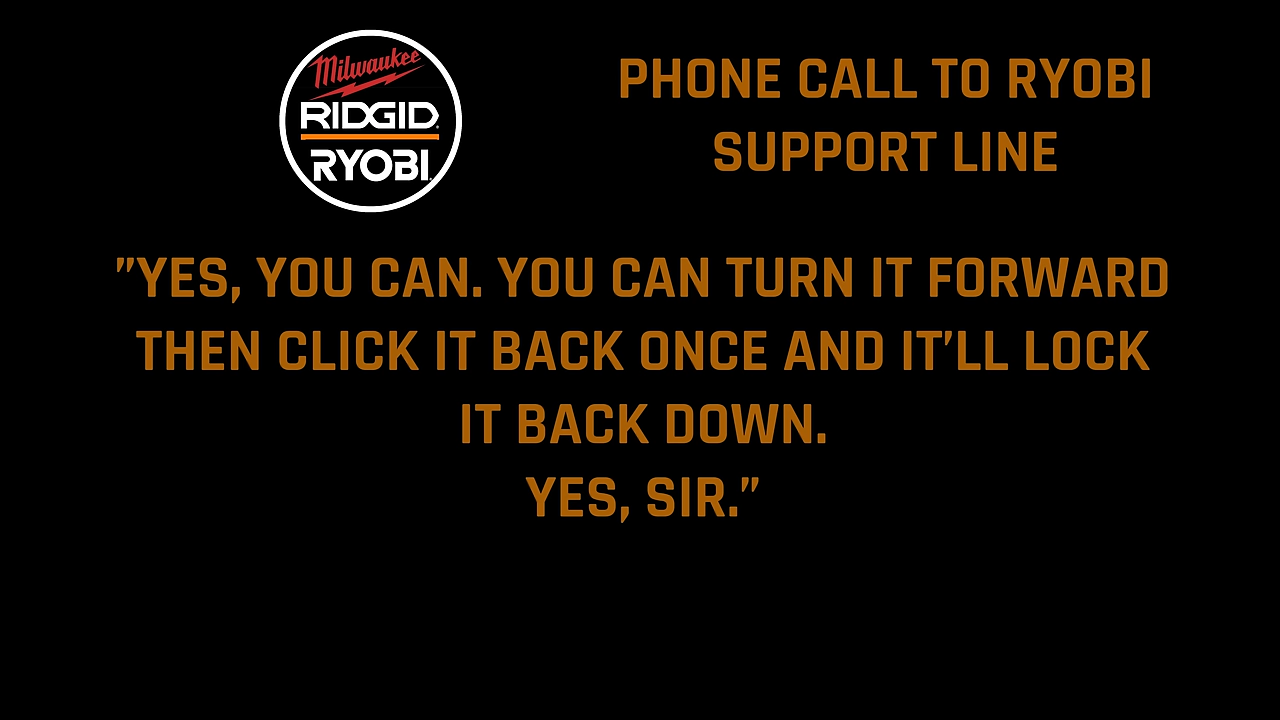 Milwaukee
RIDGID.
RYOBI.
PHONE CALL TO RYOBI
SUPPORT LINE
"YES, YOU CAN. YOU CAN TURN IT FORWARD
THEN CLICK IT BACK ONCE AND IT'LL LOCK
IT BACK DOWN.
YES, SIR."